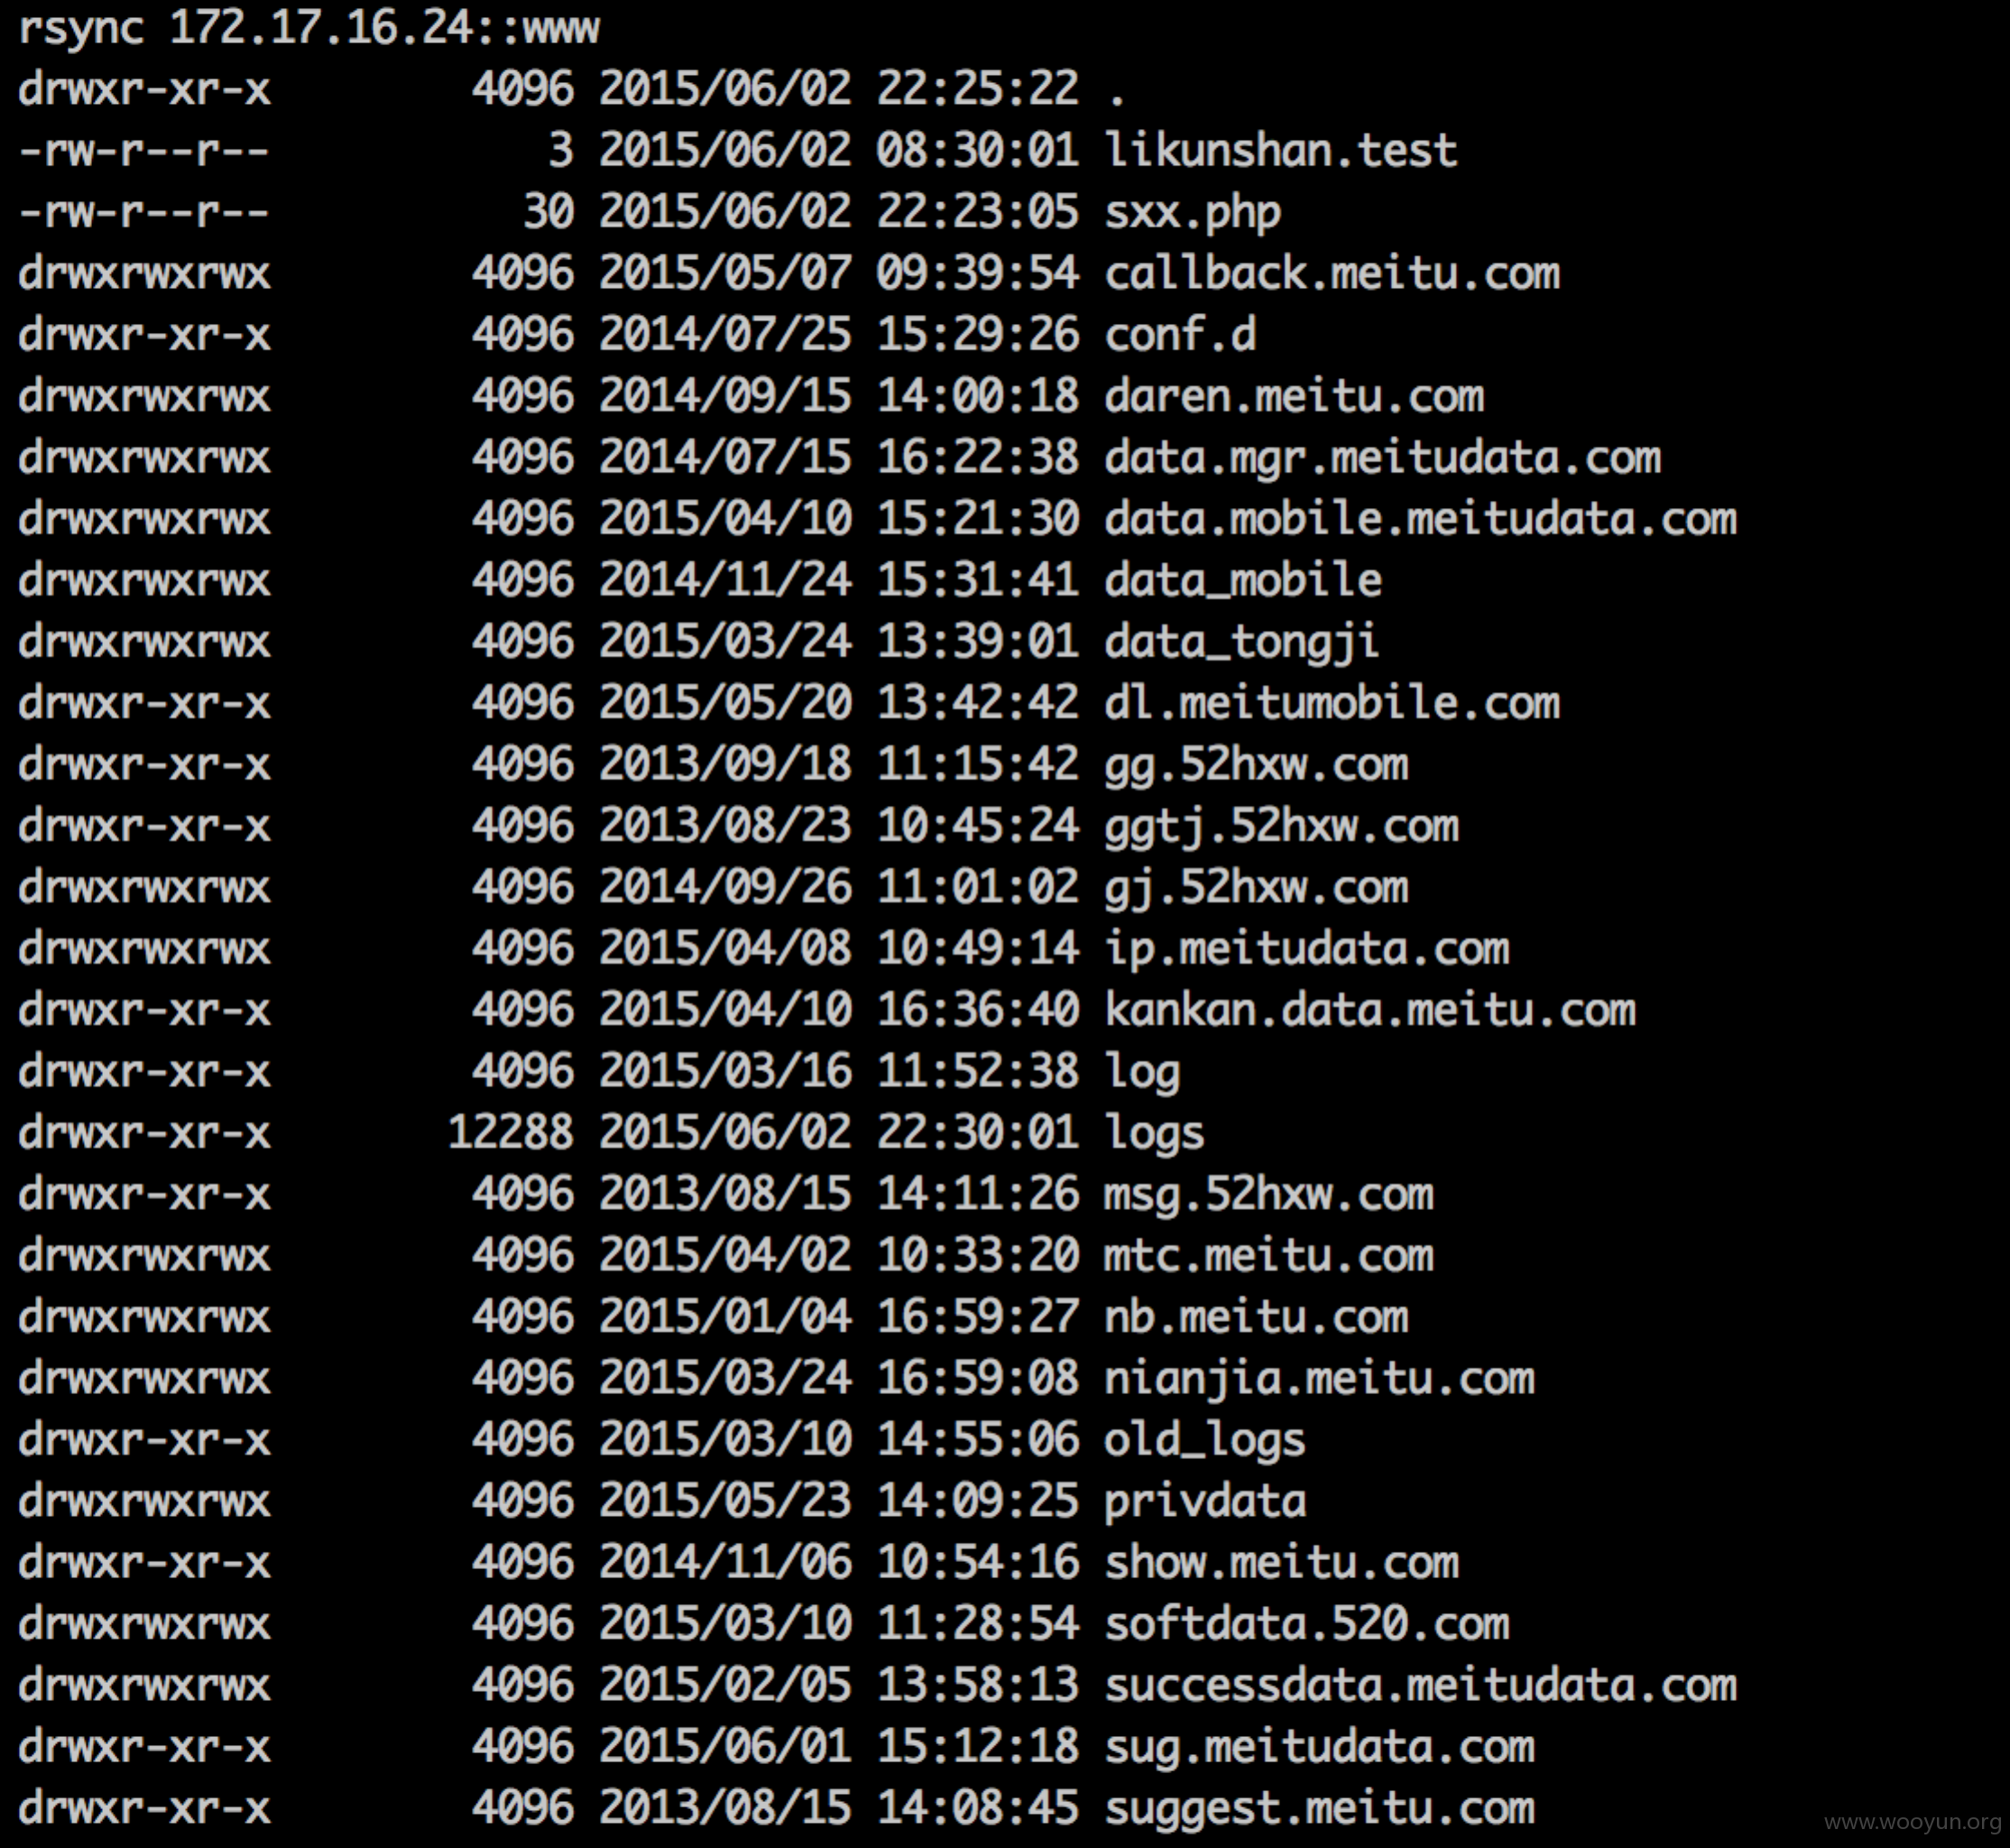 rsync 172.17.16.24::www
drwxr-xr-x 4096 2015/06/02 22:25:22 .
-rw-r--r-- 3 2015/06/02 08:30:01 likunshan.test
-rw-r--r-- 30 2015/06/02 22:23:05 sxx.php
drwxrwxrwx 4096 2015/05/07 09:39:54 callback.meitu.com
drwxr-xr-x 4096 2014/07/25 15:29:26 conf.d
drwxrwxrwx 4096 2014/09/15 14:00:18 daren.meitu.com
drwxrwxrwx 4096 2014/07/15 16:22:38 data.mgr.meitudata.com
drwxrwxrwx 4096 2015/04/10 15:21:30 data.mobile.meitudata.com
drwxrwxrwx 4096 2014/11/24 15:31:41 data_mobile
drwxrwxrwx 4096 2015/03/24 13:39:01 data_tongji
drwxr-xr-x 4096 2015/05/20 13:42:42 dl.meitumobile.com
drwxr-xr-x 4096 2013/09/18 11:15:42 gg.52hxw.com
drwxr-xr-x 4096 2013/08/23 10:45:24 ggtj.52hxw.com
drwxrwxrwx 4096 2014/09/26 11:01:02 gj.52hxw.com
drwxrwxrwx 4096 2015/04/08 10:49:14 ip.meitudata.com
drwxr-xr-x 4096 2015/04/10 16:36:40 kankan.data.meitu.com
drwxr-xr-x 4096 2015/03/16 11:52:38 log
drwxr-xr-x 12288 2015/06/02 22:30:01 logs
drwxr-xr-x 4096 2013/08/15 14:11:26 msg.52hxw.com
drwxrwxrwx 4096 2015/04/02 10:33:20 mtc.meitu.com
drwxrwxrwx 4096 2015/01/04 16:59:27 nb.meitu.com
drwxrwxrwx 4096 2015/03/24 16:59:08 nianjia.meitu.com
drwxr-xr-x 4096 2015/03/10 14:55:06 old_logs
drwxrwxrwx 4096 2015/05/23 14:09:25 privdata
drwxr-xr-x 4096 2014/11/06 10:54:16 show.meitu.com
drwxrwxrwx 4096 2015/03/10 11:28:54 softdata.520.com
drwxrwxrwx 4096 2015/02/05 13:58:13 successdata.meitudata.com
drwxr-xr-x 4096 2015/06/01 15:12:18 sug.meitudata.com
drwxr-xr-x 4096 2013/08/15 14:08:45 suggest.meitu.com
www.wooyun.org